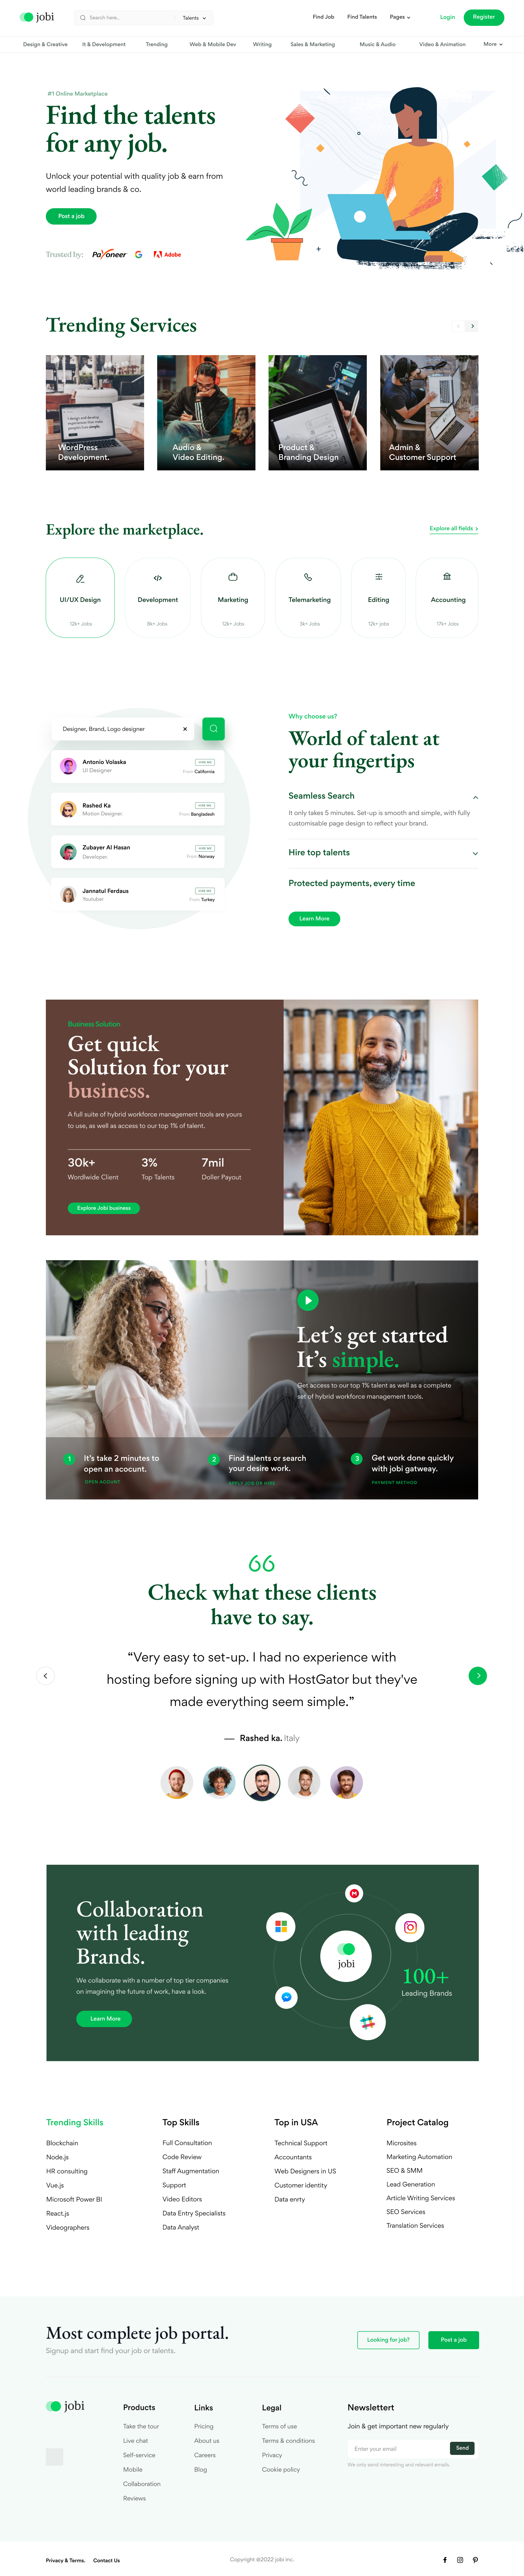 jobi
Search here..
Talents
Find Job
Find Talents
Pages
Login
Register
Design & Creative
It & Development
Trending
Web & Mobile Dev
Writing
Sales & Marketing
Music & Audio
Video & Animation
More
#1 Online Marketplace
Find the talents
for any job.
Unlock your potential with quality job & earn from
world leading brands & co.
Post a job
Trusted by:
Payoneer
Adobe
Trending Services
WordPress
Development.
Audio &
Video Editing.
Product &
Branding Design
Admin &
Customer Support
Explore the marketplace.
Explore all fields
UI/UX Design
12k+ Jobs
Development
8k+ Jobs
Marketing
12k+ Jobs
Telemarketing
3k+ Jobs
Editing
12k+ jobs
Accounting
17k+ Jobs
Designer, Brand, Logo designer
Antonio Volaska
UI Designer
HIRE ME
From California
Rashed Ka
Motion Designer.
HIRE ME
From Bangladesh
Zubayer Al Hasan
Developer.
HIRE ME
From Norway
Jannatul Ferdaus
Youtuber
HIRE ME
From Turkey
Why choose us?
World of talent at
your fingertips
Seamless Search
It only takes 5 minutes. Set-up is smooth and simple, with fully
customisable page design to reflect your brand.
Hire top talents
Protected payments, every time
Learn More
Business Solution
Get quick
Solution for your
business.
A full suite of hybrid workforce management tools are yours
to use, as well as access to our top 1% of talent.
30k+
Wordlwide Client
3%
Top Talents
7mil
Doller Payout
Explore Jobi business
Let's get started
It's simple.
Get access to our top 1% talent as well as a complete
set of hybrid workforce management tools.
1
It's take 2 minutes to
open an acocunt.
OPEN ACOUNT
2
Find talents or search
your desire work.
APPLY JOB OR HIRE
3
Get work done quickly
with jobi gatweay.
PAYMENT METHOD
Check what these clients
have to say.
“Very easy to set-up. I had no experience with
hosting before signing up with HostGator but they've
made everything seem simple.”
Rashed ka. Italy
Collaboration
with leading
Brands.
We collaborate with a number of top tier companies
on imagining the future of work, have a look.
Learn More
jobi
100+
Leading Brands
Trending Skills
Blockchain
Node.js
HR consulting
Vue.js
Microsoft Power BI
React.js
Videographers
Top Skills
Full Consultation
Code Review
Staff Augmentation
Support
Video Editors
Data Entry Specialists
Data Analyst
Top in USA
Technical Support
Accountants
Web Designers in US
Customer identity
Data enrty
Project Catalog
Microsites
Marketing Automation
SEO & SMM
Lead Generation
Article Writing Services
SEO Services
Translation Services
Most complete job portal.
Signup and start find your job or talents.
Looking for job?
Post a job
jobi
Products
Take the tour
Live chat
Self-service
Mobile
Collaboration
Reviews
Links
Pricing
About us
Careers
Blog
Legal
Terms of use
Terms & conditions
Privacy
Cookie policy
Newslettert
Join & get important new regularly
Enter your email
Send
We only send interesting and relevant emails.
Privacy & Terms.
Contact Us
Copyright @2022 jobi inc.